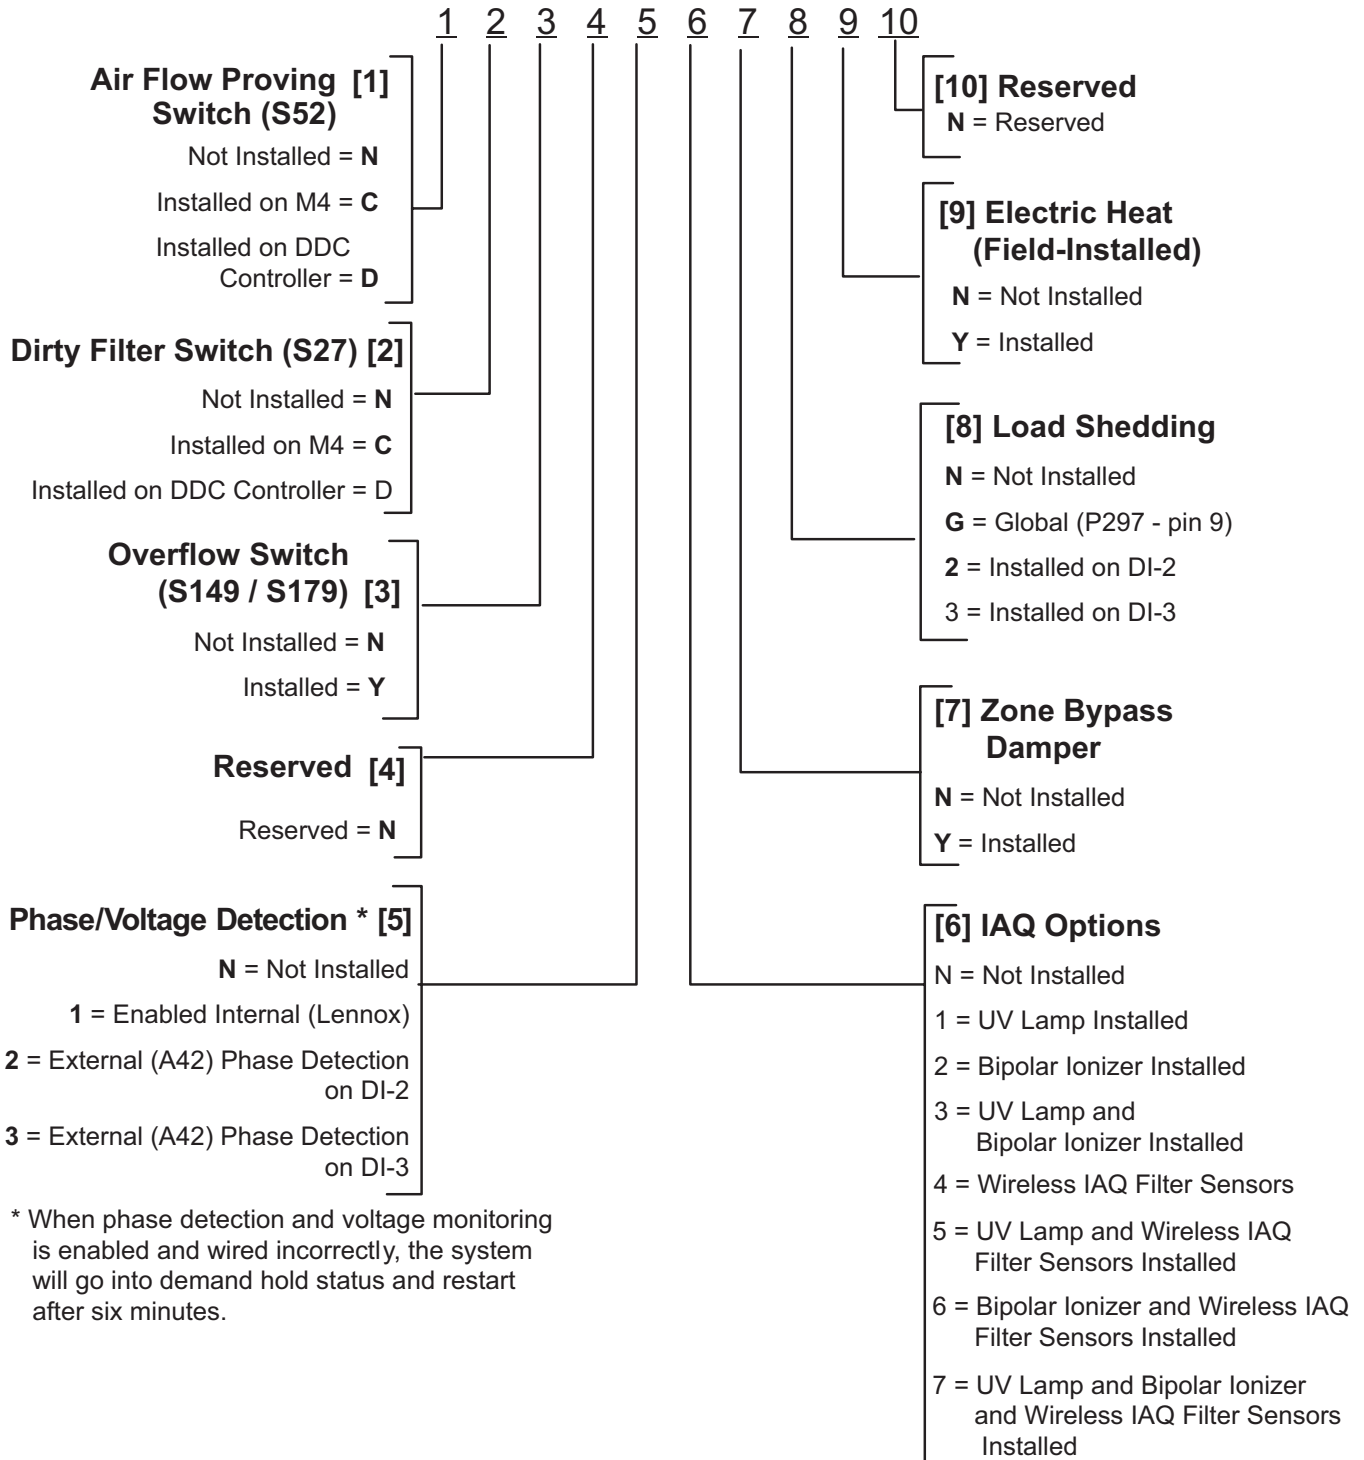 1 2 3 4 5 6 7 8 9 10
Air Flow Proving [1]
Switch (S52)
Not Installed = N
Installed on M4 = C
Installed on DDC
Controller = D
Dirty Filter Switch (S27) [2]
Not Installed = N
Installed on M4 = C
Installed on DDC Controller = D
Overflow Switch
(S149 / S179) [3]
Not Installed = N
Installed = Y
Reserved [4]
Reserved = N
Phase/Voltage Detection * [5]
N = Not Installed
1 = Enabled Internal (Lennox)
2 = External (A42) Phase Detection
on DI-2
3 = External (A42) Phase Detection
on DI-3
* When phase detection and voltage monitoring
is enabled and wired incorrectly, the system
will go into demand hold status and restart
after six minutes.
[10] Reserved
N = Reserved
[9] Electric Heat
(Field-Installed)
N = Not Installed
Y = Installed
[8] Load Shedding
N = Not Installed
G = Global (P297 - pin 9)
2 = Installed on DI-2
3 = Installed on DI-3
[7] Zone Bypass
Damper
N = Not Installed
Y = Installed
[6] IAQ Options
N = Not Installed
1 = UV Lamp Installed
2 = Bipolar Ionizer Installed
3 = UV Lamp and
Bipolar Ionizer Installed
4 = Wireless IAQ Filter Sensors
5 = UV Lamp and Wireless IAQ
Filter Sensors Installed
6 = Bipolar Ionizer and Wireless IAQ
Filter Sensors Installed
7 = UV Lamp and Bipolar Ionizer
and Wireless IAQ Filter Sensors
Installed